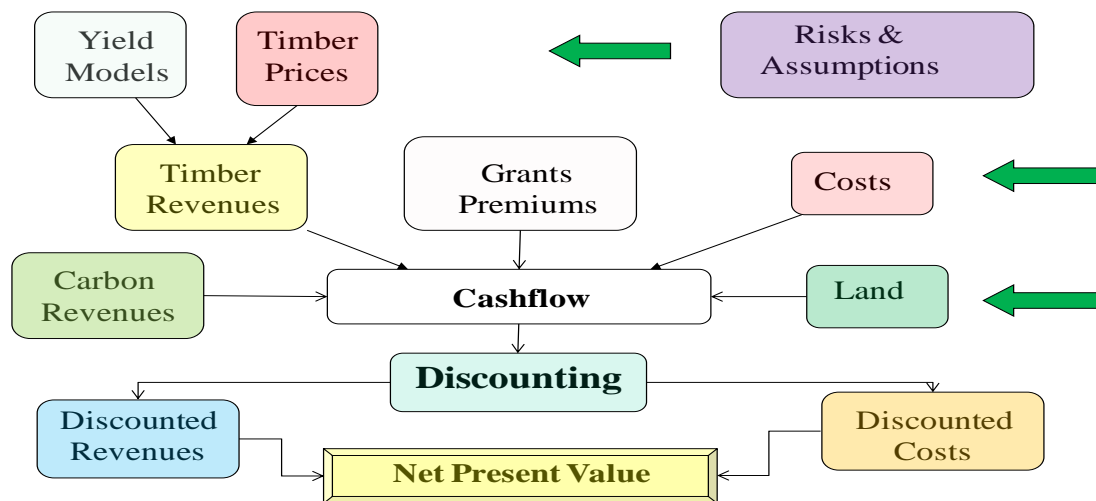 Yield
Models
Timber
Prices
Risks &
Assumptions
Timber
Revenues
Grants
Premiums
Costs
Carbon
Revenues
Cashflow
Land
Discounting
Discounted
Revenues
Discounted
Costs
Net Present Value